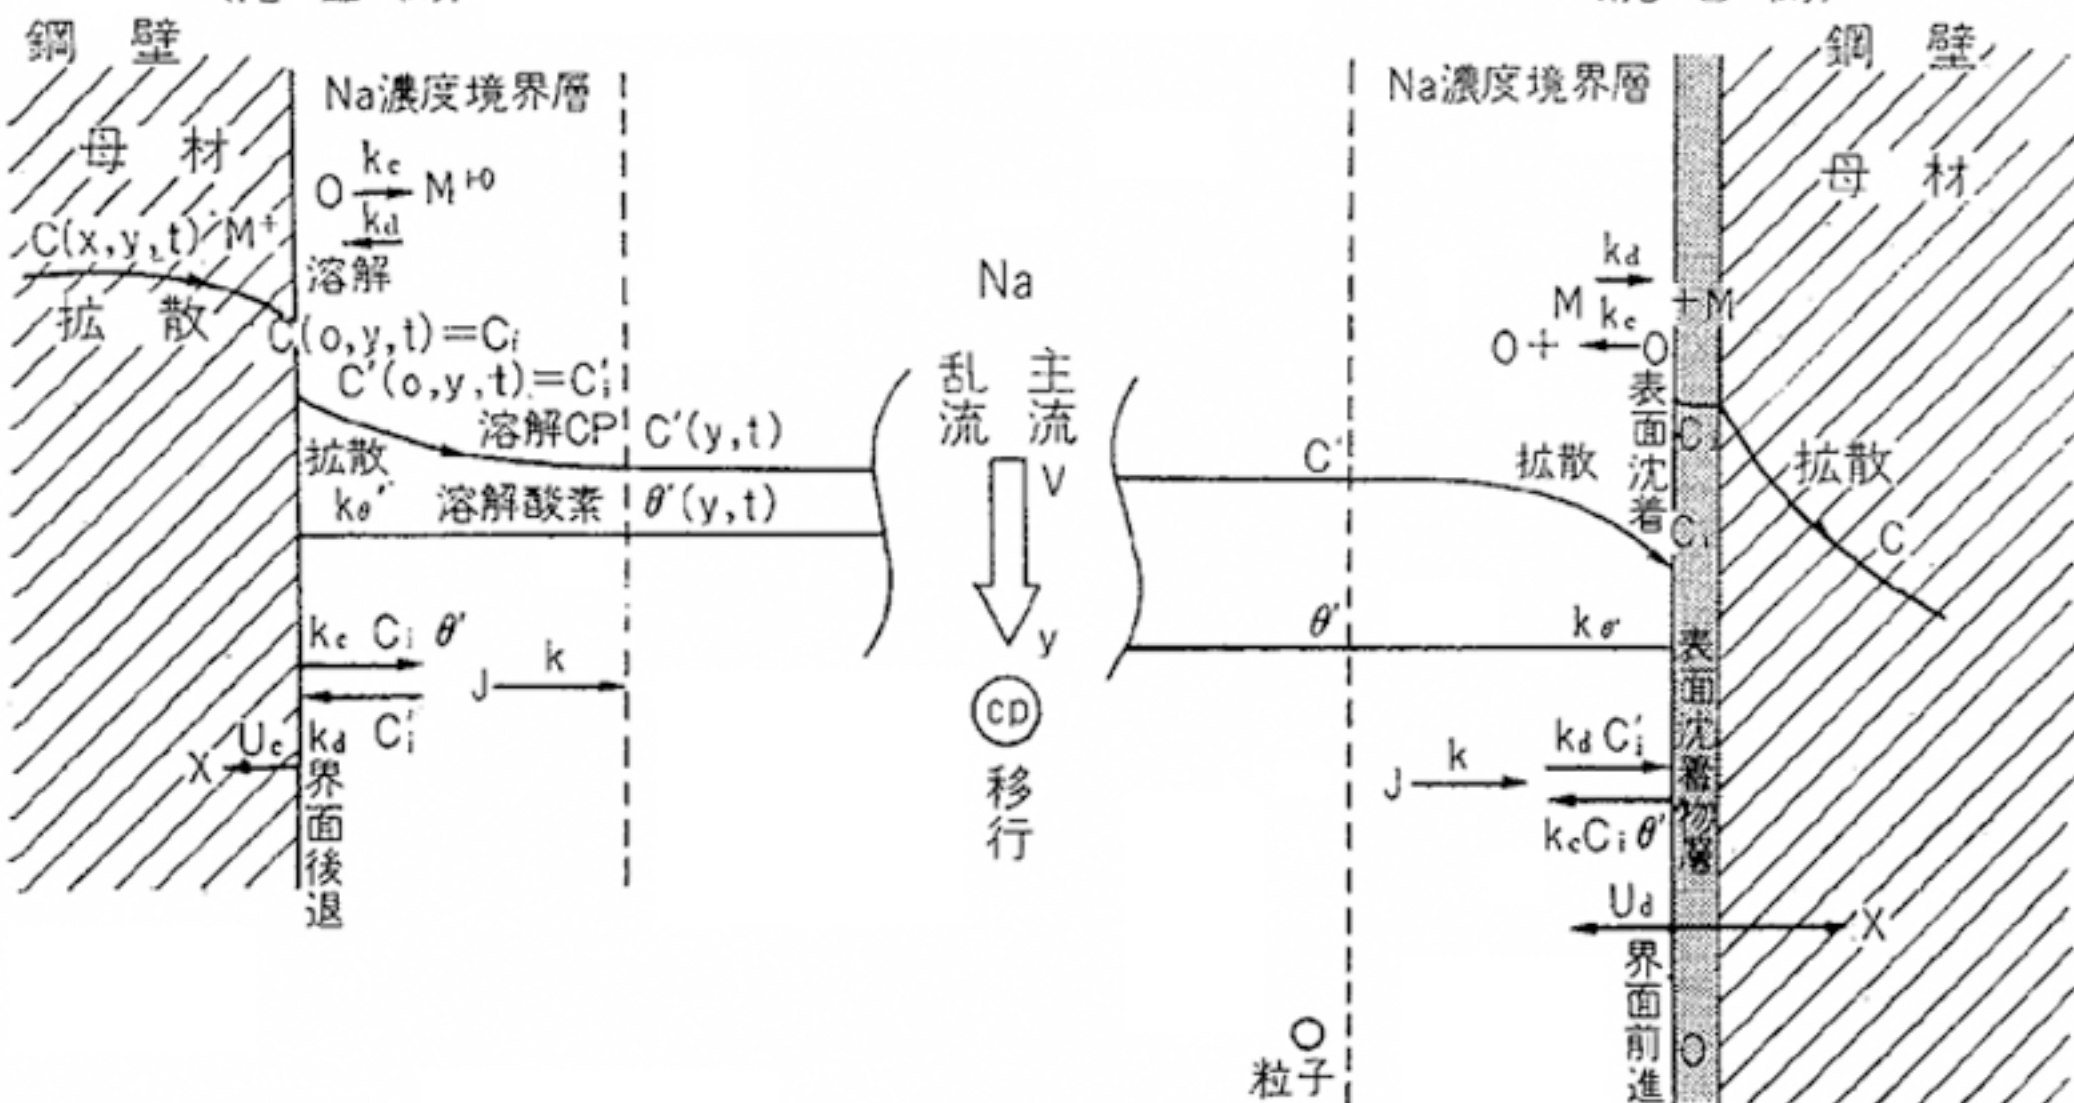 鋼 壁
Na濃度境界層
母 材
O kc M+O
kd
溶解
C(x,y,t) M+
拡 散
C(o,y,t)=Ci
C'(o,y,t)=C'i
溶解CP
C'(y,t)
拡散
kθ'
溶解酸素
θ'(y,t)
kc Ci θ'
J k
kd C'i
Uc
X
界面後退
Na
乱流
主流
V
y
cp
移行
鋼 壁
Na濃度境界層
母 材
kd
M +M
kc
O+ O
表面沈着
C'
拡散
Ci
拡散
C
θ'
kθ'
表面沈着物層
J k
kd C'i
kcCiθ'
Ud
X
界面前進
O
粒子
O